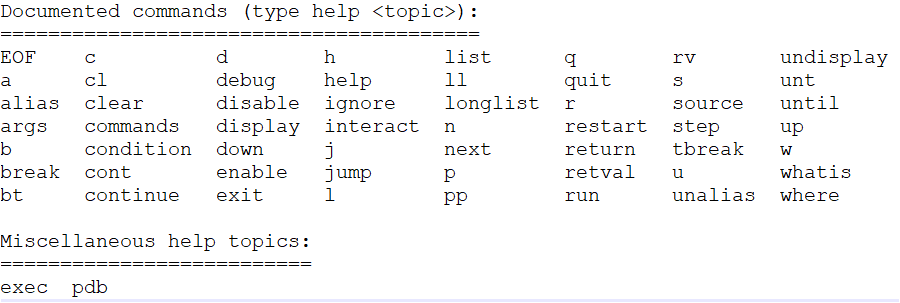 Documented commands (type help <topic>):
========================================
EOF    c          d        h         list      q        rv       undisplay
a      cl         debug    help      ll        quit     s        unt
alias  clear      disable  ignore    longlist  r        source   until
args   commands   display  interact  n         restart  step     up
b      condition  down     j         next      return   tbreak   w
break  cont       enable   jump      p         retval   u        whatis
bt     continue   exit     l         pp        run      unalias  where
Miscellaneous help topics:
==========================
exec  pdb